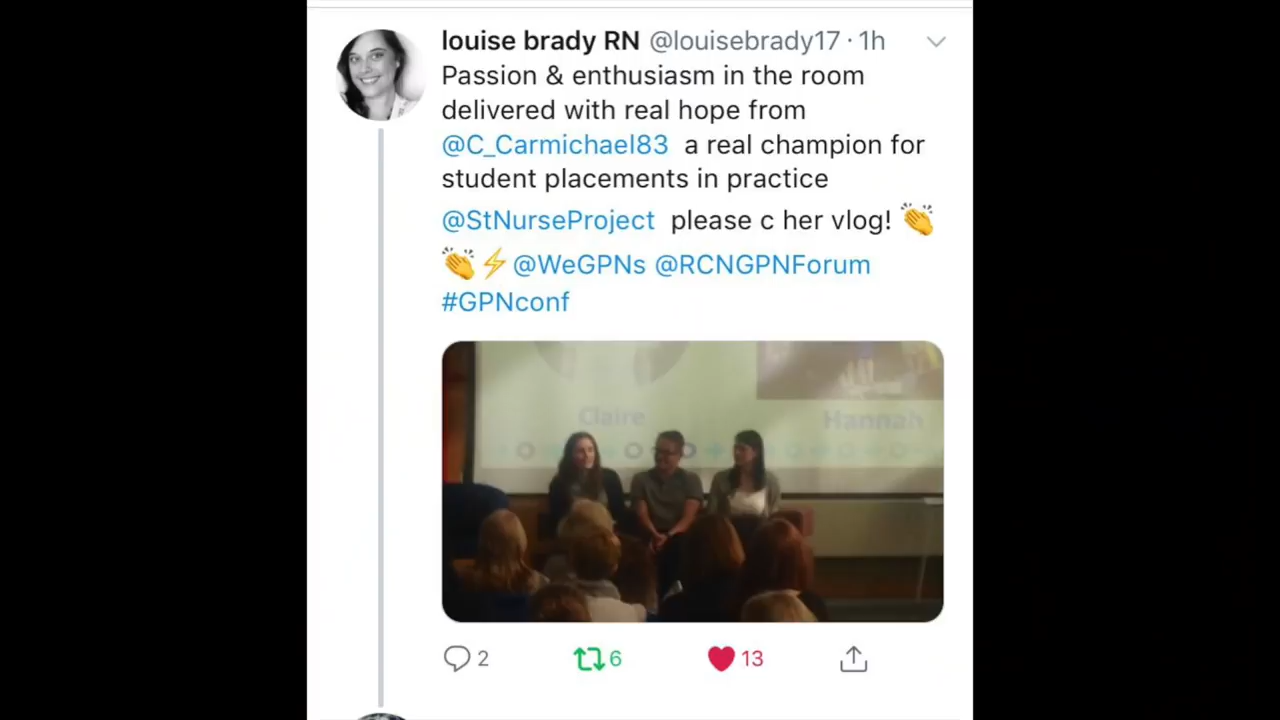 louise brady RN @louisebrady17 · 1h
Passion & enthusiasm in the room
delivered with real hope from
@C_Carmichael83 a real champion for
student placements in practice
@StNurseProject please c her vlog! 👏
👏⚡@WeGPNs @RCNGPNForum
#GPNconf
Claire
Hannah
2
6
13